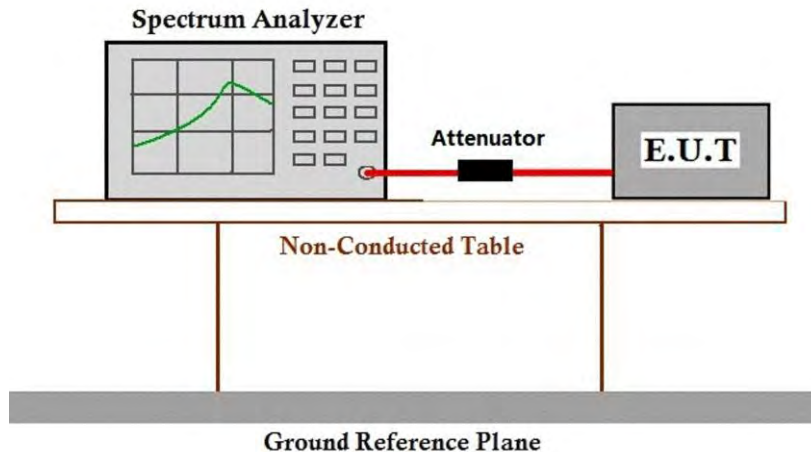 Spectrum Analyzer
Attenuator
E.U.T
Non-Conducted Table
Ground Reference Plane